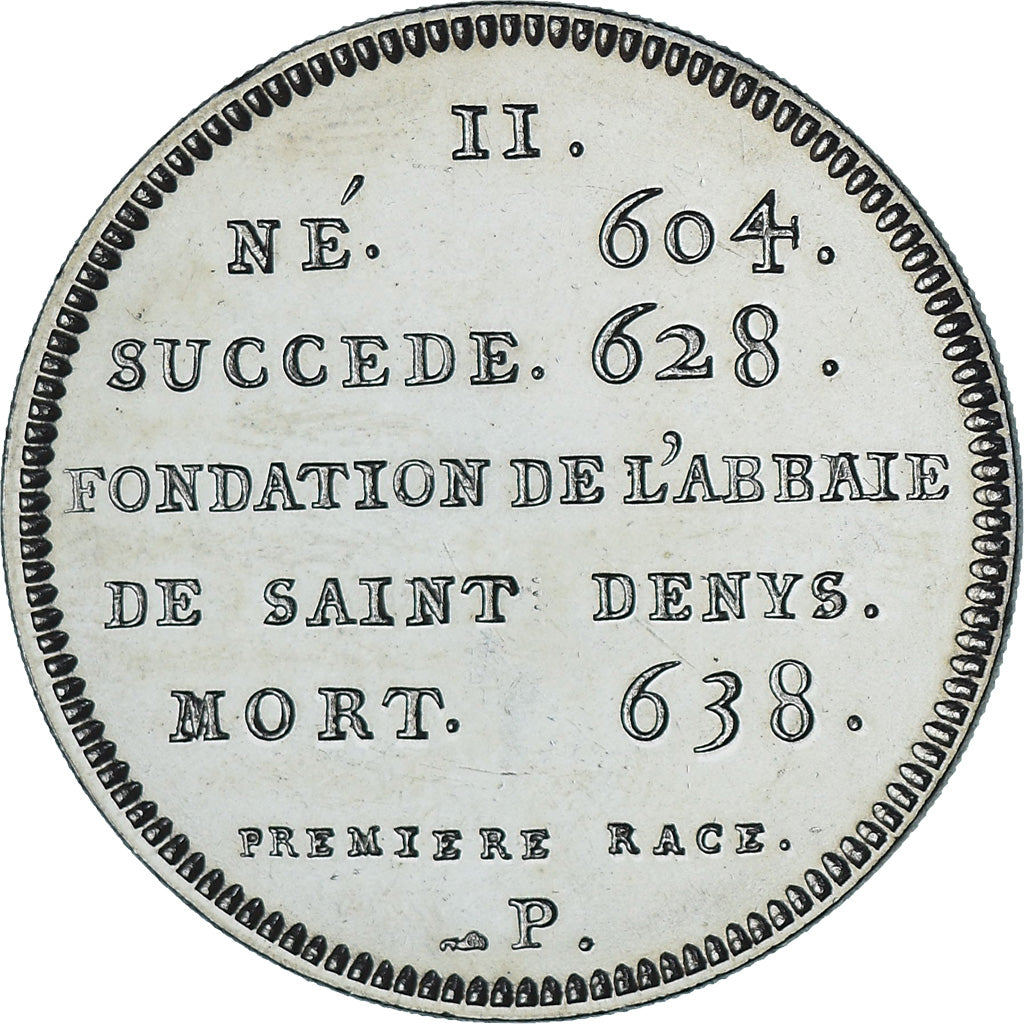 II.
NÉ. 604.
SUCCEDE. 628.
FONDATION DE L'ABBAIE
DE SAINT DENYS.
MORT. 638.
PREMIERE RACE.
P.